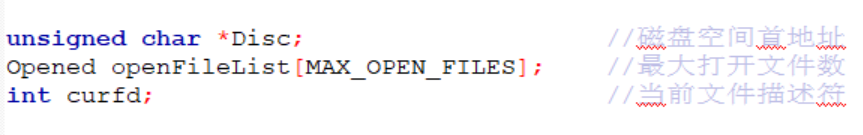 unsigned char *Disc; //磁盘空间首地址
Opened openFileList[MAX_OPEN_FILES]; //最大打开文件数
int curfd; //当前文件描述符